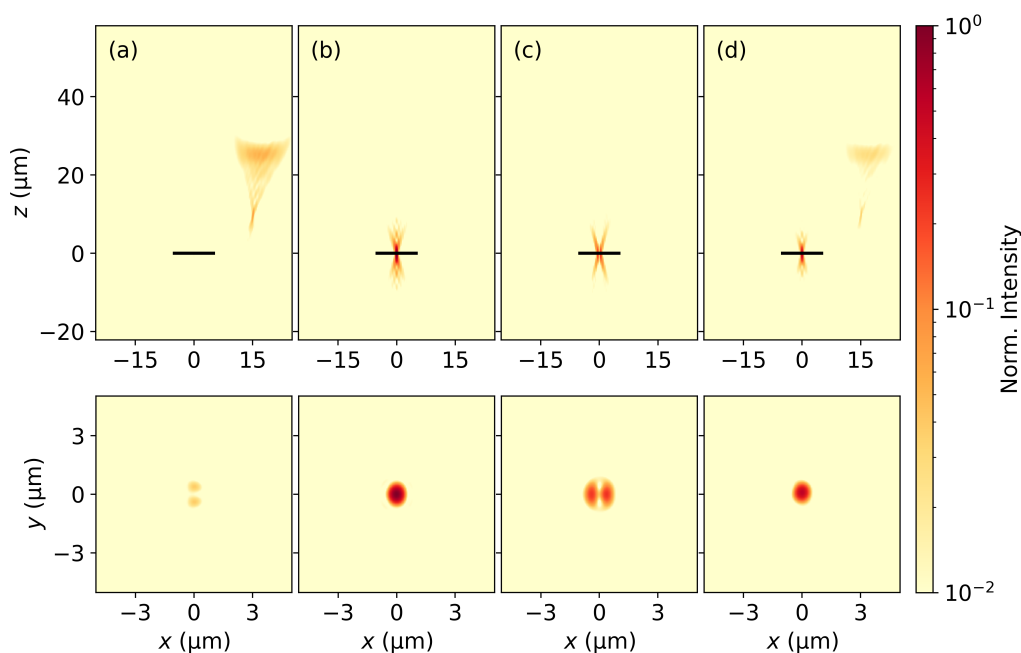 (a) (b) (c) (d)
z (μm)
40
20
0
−20
−15 0 15 −15 0 15 −15 0 15 −15 0 15
y (μm)
3
0
−3
−3 0 3 −3 0 3 −3 0 3 −3 0 3
x (μm) x (μm) x (μm) x (μm)
10⁰
10⁻¹
10⁻²
Norm. Intensity